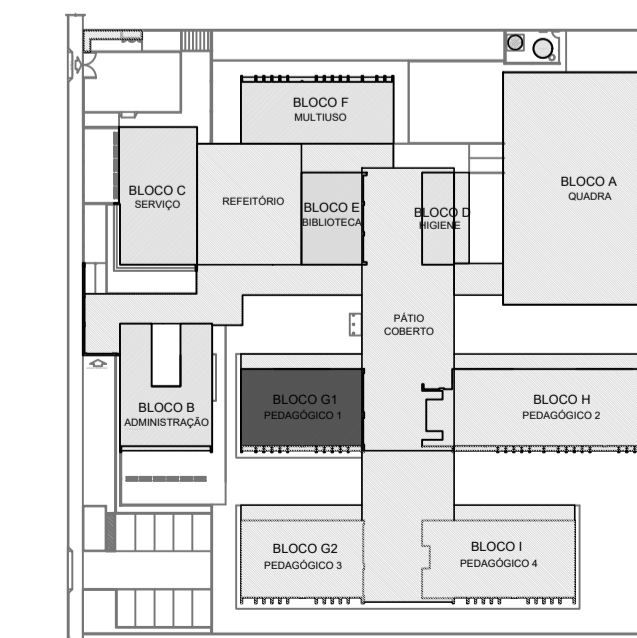 BLOCO F
MULTIUSO
BLOCO A
QUADRA
BLOCO C
SERVIÇO
REFEITÓRIO
BLOCO E
BIBLIOTECA
BLOCO D
HIGIENE
PÁTIO
COBERTO
BLOCO B
ADMINISTRAÇÃO
BLOCO G1
PEDAGÓGICO 1
BLOCO H
PEDAGÓGICO 2
BLOCO G2
PEDAGÓGICO 3
BLOCO I
PEDAGÓGICO 4